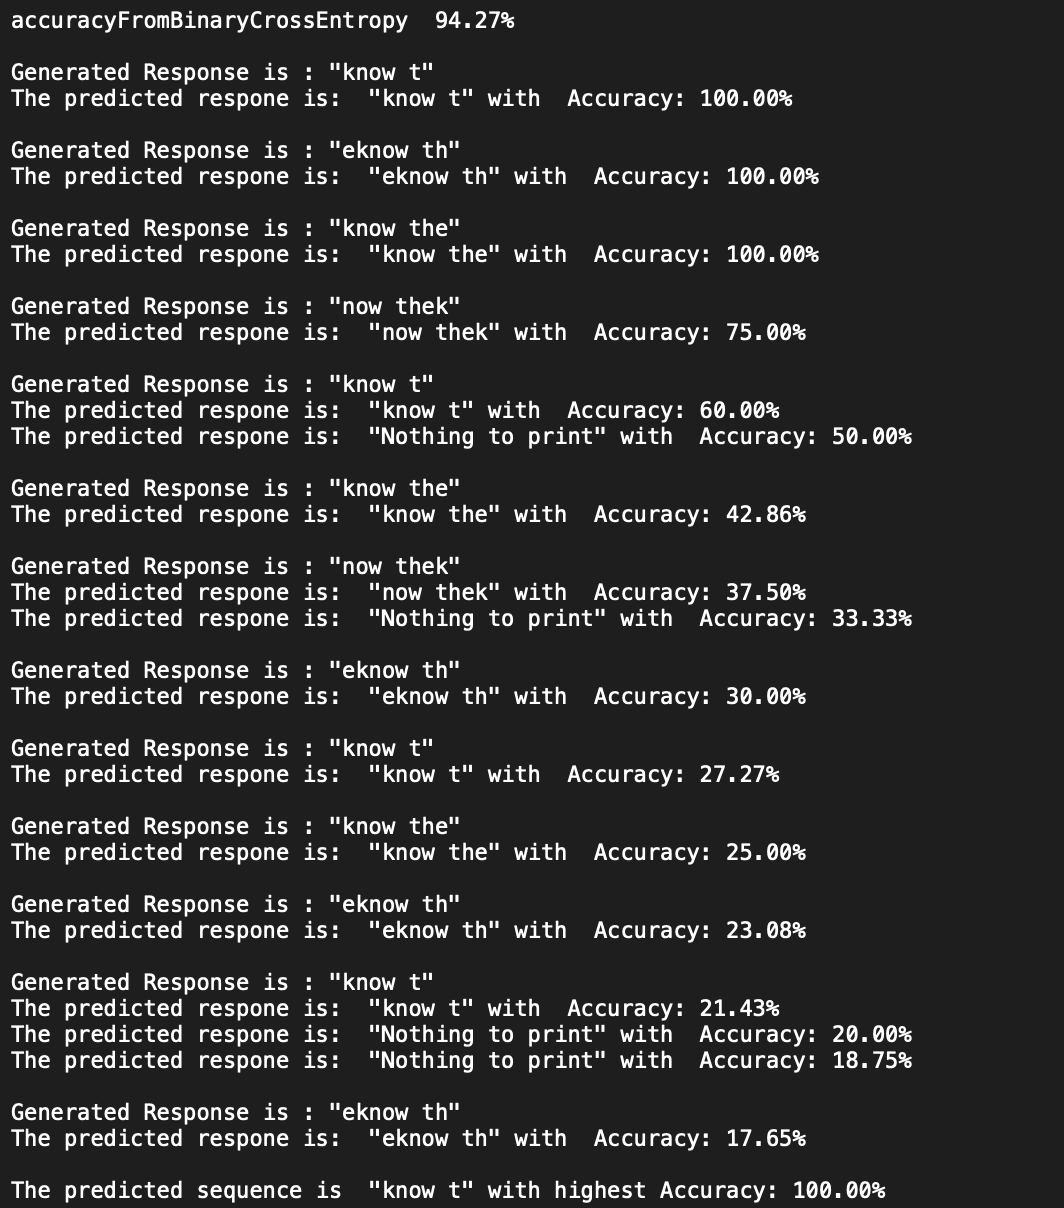 accuracyFromBinaryCrossEntropy  94.27%
Generated Response is : "know t"
The predicted respone is:  "know t" with  Accuracy: 100.00%
Generated Response is : "eknow th"
The predicted respone is:  "eknow th" with  Accuracy: 100.00%
Generated Response is : "know the"
The predicted respone is:  "know the" with  Accuracy: 100.00%
Generated Response is : "now thek"
The predicted respone is:  "now thek" with  Accuracy: 75.00%
Generated Response is : "know t"
The predicted respone is:  "know t" with  Accuracy: 60.00%
The predicted respone is:  "Nothing to print" with  Accuracy: 50.00%
Generated Response is : "know the"
The predicted respone is:  "know the" with  Accuracy: 42.86%
Generated Response is : "now thek"
The predicted respone is:  "now thek" with  Accuracy: 37.50%
The predicted respone is:  "Nothing to print" with  Accuracy: 33.33%
Generated Response is : "eknow th"
The predicted respone is:  "eknow th" with  Accuracy: 30.00%
Generated Response is : "know t"
The predicted respone is:  "know t" with  Accuracy: 27.27%
Generated Response is : "know the"
The predicted respone is:  "know the" with  Accuracy: 25.00%
Generated Response is : "eknow th"
The predicted respone is:  "eknow th" with  Accuracy: 23.08%
Generated Response is : "know t"
The predicted respone is:  "know t" with  Accuracy: 21.43%
The predicted respone is:  "Nothing to print" with  Accuracy: 20.00%
The predicted respone is:  "Nothing to print" with  Accuracy: 18.75%
Generated Response is : "eknow th"
The predicted respone is:  "eknow th" with  Accuracy: 17.65%
The predicted sequence is  "know t" with highest Accuracy: 100.00%